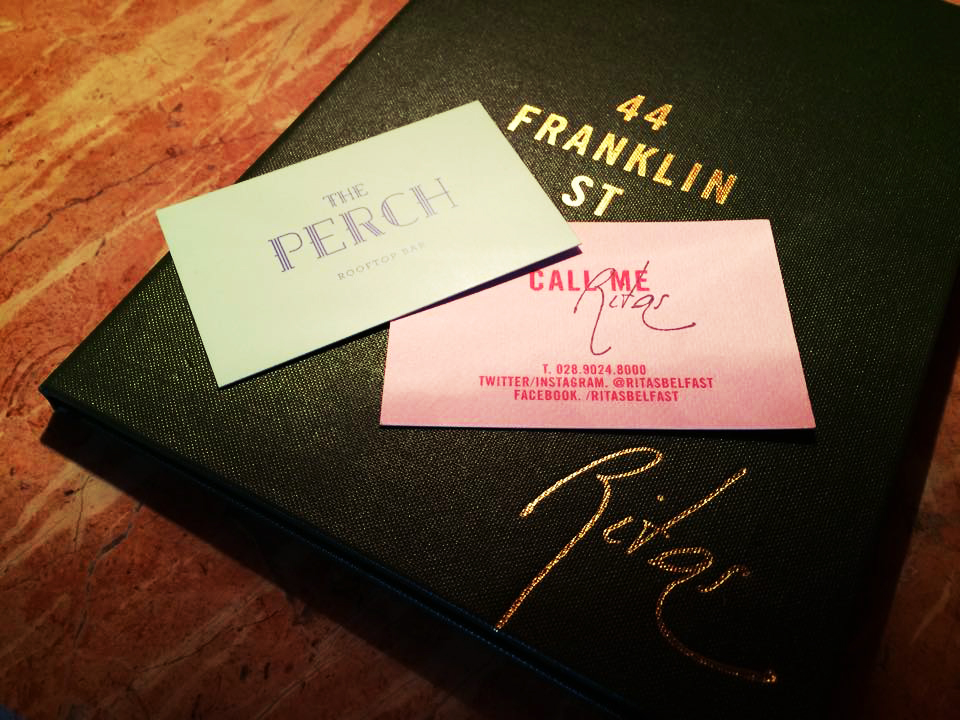 44
FRANKLIN
ST
THE
PERCH
ROOFTOP BAR
CALL ME
Ritas
T. 028.9024.8000
TWITTER/INSTAGRAM. @RITASBELFAST
FACEBOOK. /RITASBELFAST
Ritas